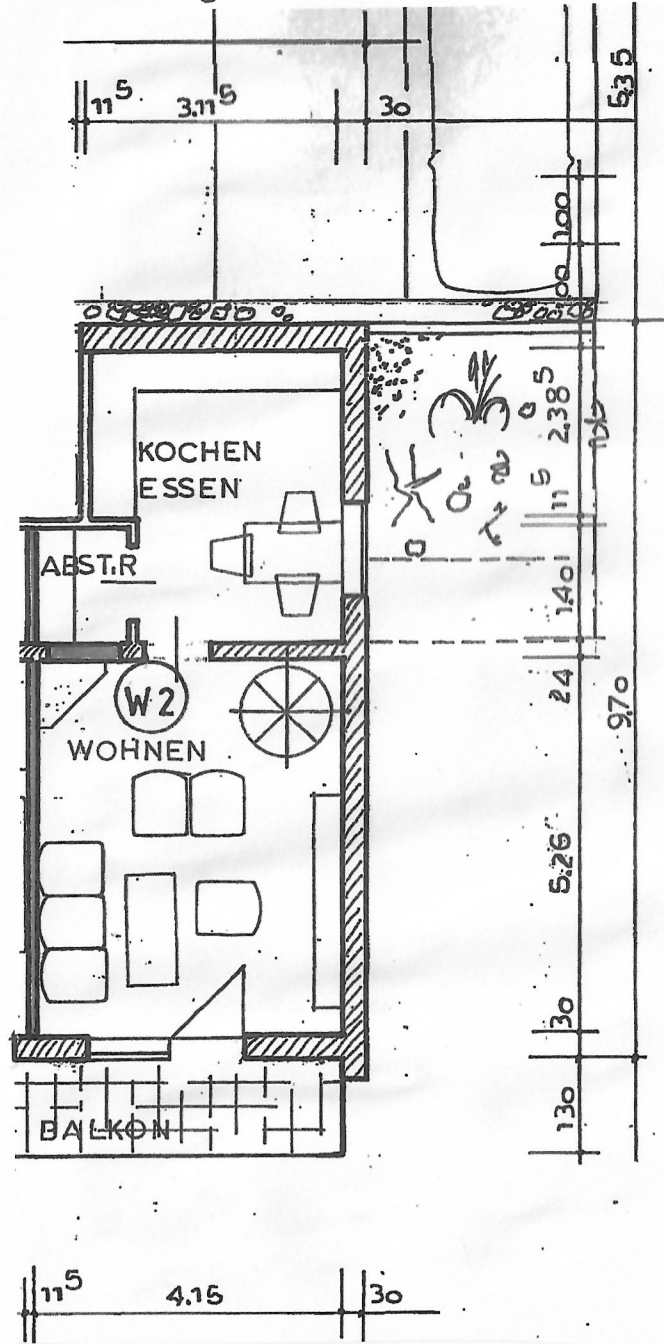 11⁵ 3.11⁵ 30
5.35
1.00
00
KOCHEN
ESSEN
2.38⁵
11⁵
ABST.R
1.40
W2
24
WOHNEN
9.70
5.26
30
BALKON
1.30
11⁵ 4.15 30